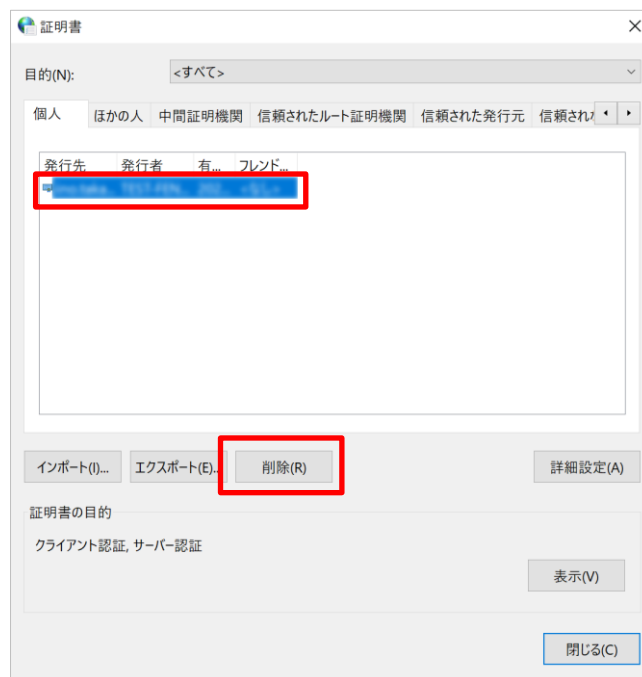 証明書
目的(N): <すべて>
個人 ほかの人 中間証明機関 信頼されたルート証明機関 信頼された発行元
発行先 発行者 有... フレンド...
インポート(I)... エクスポート(E)... 削除(R) 詳細設定(A)
証明書の目的
クライアント認証, サーバー認証
表示(V)
閉じる(C)